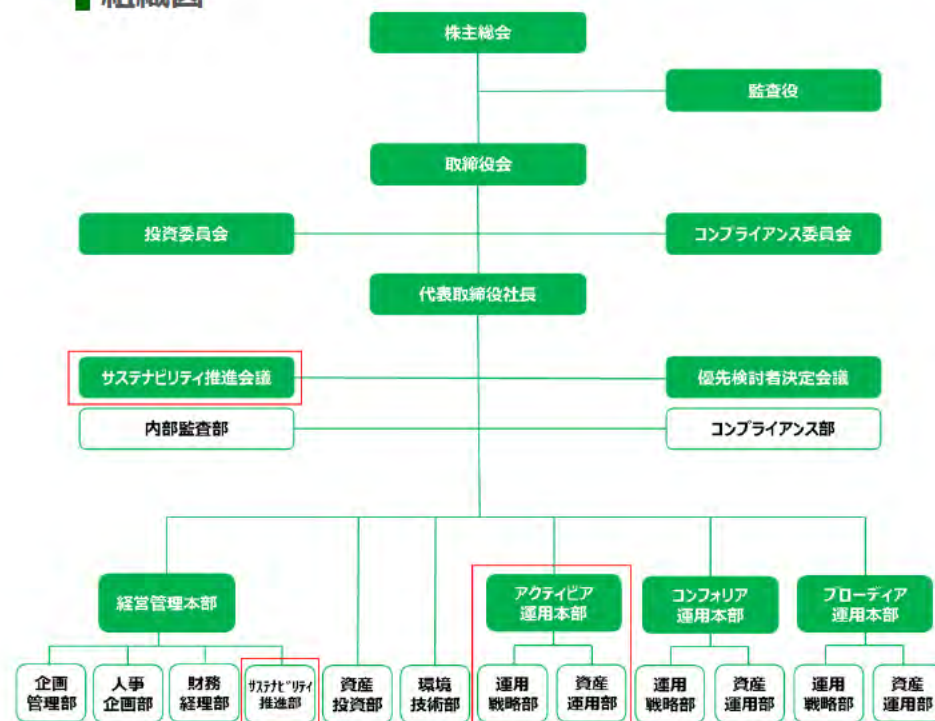 組織図
株主総会
監査役
取締役会
投資委員会
コンプライアンス委員会
代表取締役社長
サステナビリティ推進会議
優先検討者決定会議
内部監査部
コンプライアンス部
経営管理本部
アクティビア
運用本部
コンフォリア
運用本部
ブローディア
運用本部
企画
管理部
人事
企画部
財務
経理部
ｻｽﾃﾅﾋﾞﾘﾃｨ
推進部
資産
投資部
環境
技術部
運用
戦略部
資産
運用部
運用
戦略部
資産
運用部
運用
戦略部
資産
運用部